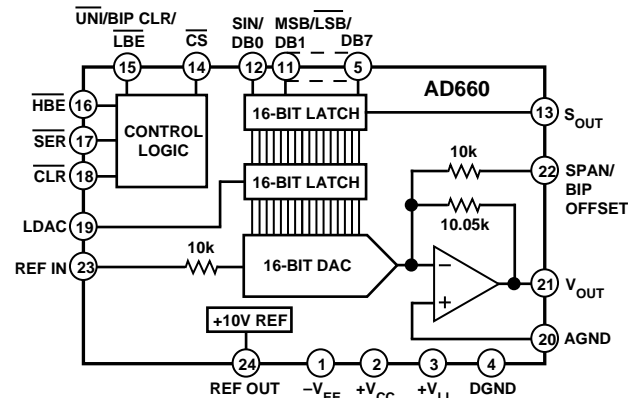 UNI/BIP CLR/
LBE
CS
SIN/
DB0
MSB/LSB/
DB1
DB7
15
14
12
11
5
AD660
HBE
16
SER
17
CLR
18
LDAC
19
REF IN
23
CONTROL
LOGIC
16-BIT LATCH
16-BIT LATCH
16-BIT DAC
10k
10k
10.05k
13
SOUT
22
SPAN/
BIP
OFFSET
–
+
21
VOUT
20
AGND
+10V REF
24
1
2
3
4
REF OUT
–VEE
+VCC
+VLL
DGND